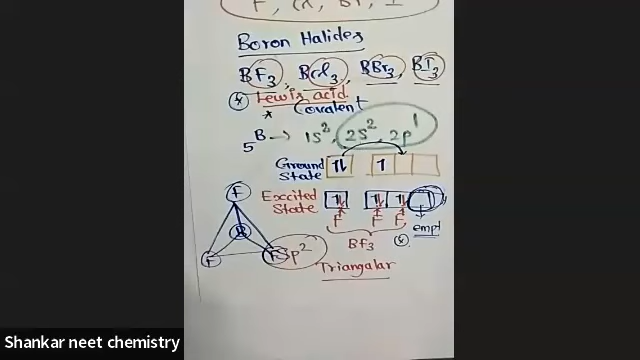 F, Cl, Br, I
Boron Halides
BF3, BCl3, BBr3, BI3
Lewis acid
* Covalent
5B → 1s2, 2s2, 2p1
Ground State
Excited State
F F F empt
BF3
F
B
F F sp2
Triangular
Shankar neet chemistry